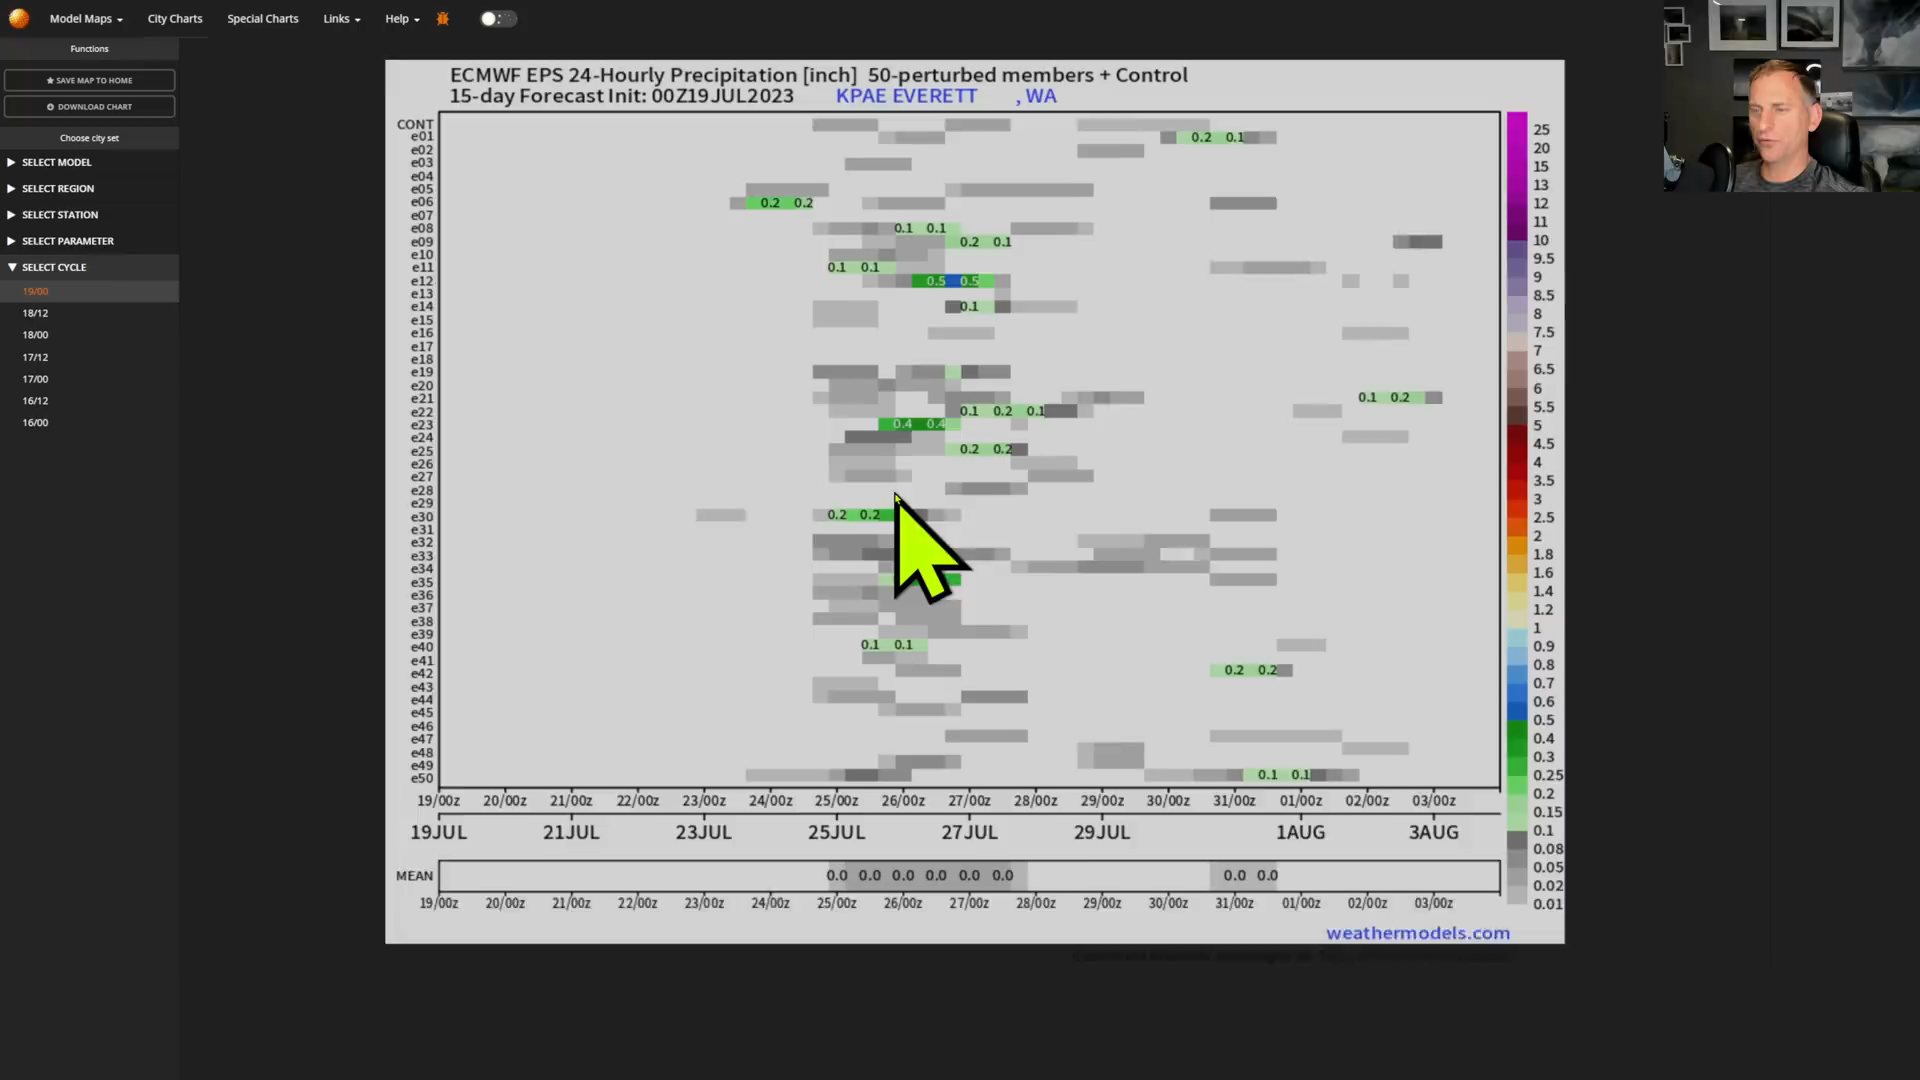 Model Maps City Charts Special Charts Links Help
Functions
SAVE MAP TO HOME
DOWNLOAD CHART
Choose city set
SELECT MODEL
SELECT REGION
SELECT STATION
SELECT PARAMETER
SELECT CYCLE
19/00
18/12
18/00
17/12
17/00
16/12
16/00
ECMWF EPS 24-Hourly Precipitation [inch] 50-perturbed members + Control
15-day Forecast Init: 00Z19JUL2023 KPAE EVERETT , WA
CONT
e01 0.2 0.1
e02
e03
e04
e05
e06 0.2 0.2
e07
e08 0.1 0.1
e09 0.2 0.1
e10
e11 0.1 0.1
e12 0.5 0.5
e13
e14 0.1
e15
e16
e17
e18
e19
e20
e21 0.1 0.2
e22 0.1 0.2 0.1
e23 0.4 0.4
e24
e25 0.2 0.2
e26
e27
e28
e29
e30 0.2 0.2
e31
e32
e33
e34
e35
e36
e37
e38
e39
e40 0.1 0.1
e41
e42 0.2 0.2
e43
e44
e45
e46
e47
e48
e49
e50 0.1 0.1
19/00z 20/00z 21/00z 22/00z 23/00z 24/00z 25/00z 26/00z 27/00z 28/00z 29/00z 30/00z 31/00z 01/00z 02/00z 03/00z
19JUL 21JUL 23JUL 25JUL 27JUL 29JUL 1AUG 3AUG
MEAN 0.0 0.0 0.0 0.0 0.0 0.0 0.0 0.0
19/00z 20/00z 21/00z 22/00z 23/00z 24/00z 25/00z 26/00z 27/00z 28/00z 29/00z 30/00z 31/00z 01/00z 02/00z 03/00z
weathermodels.com
25
20
15
13
12
11
10
9.5
9
8.5
8
7.5
7
6.5
6
5.5
5
4.5
4
3.5
3
2.5
2
1.8
1.6
1.4
1.2
1
0.9
0.8
0.7
0.6
0.5
0.4
0.3
0.25
0.2
0.15
0.1
0.08
0.05
0.02
0.01